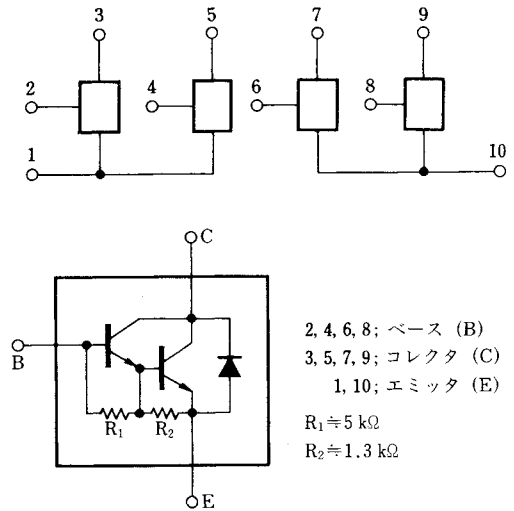 3 5 7 9
2 4 6 8
1 10
C
B
R₁ R₂
E
2, 4, 6, 8; ベース (B)
3, 5, 7, 9; コレクタ (C)
1, 10; エミッタ (E)
R₁≒5 kΩ
R₂≒1.3 kΩ